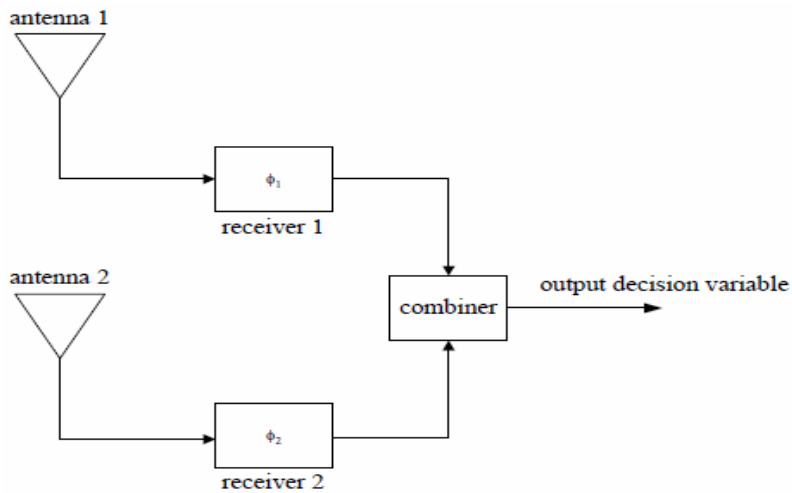 antenna 1
ϕ₁
receiver 1
antenna 2
combiner
output decision variable
ϕ₂
receiver 2